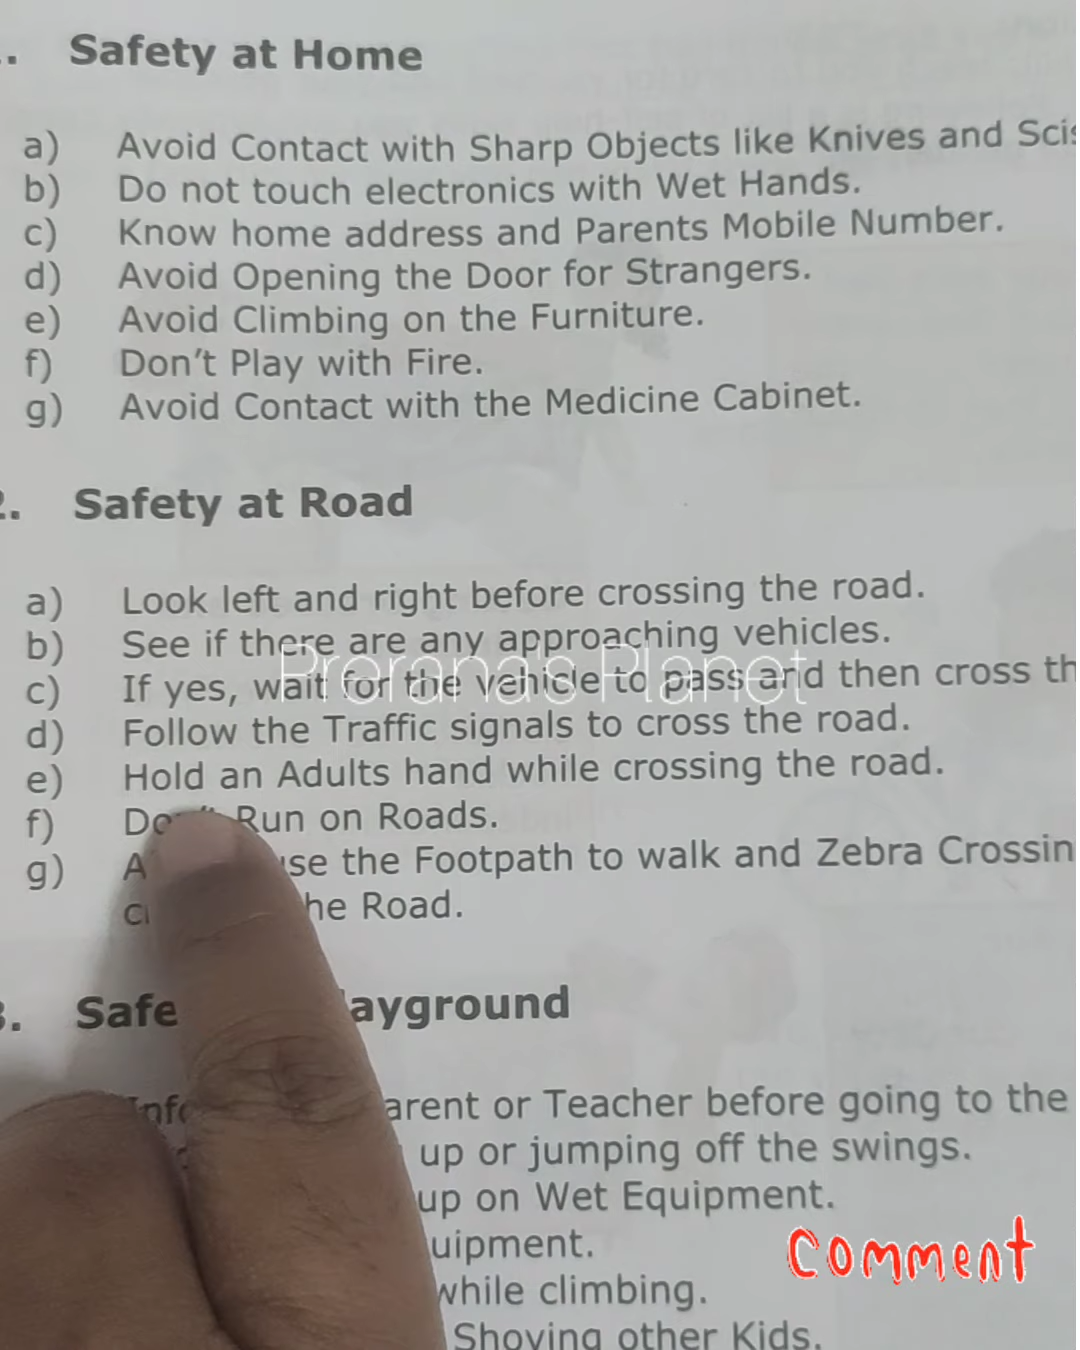 . Safety at Home
a) Avoid Contact with Sharp Objects like Knives and
b) Do not touch electronics with Wet Hands.
c) Know home address and Parents Mobile Number.
d) Avoid Opening the Door for Strangers.
e) Avoid Climbing on the Furniture.
f) Don't Play with Fire.
g) Avoid Contact with the Medicine Cabinet.
2. Safety at Road
a) Look left and right before crossing the road.
b) See if there are any approaching vehicles.
Prerana's Planet
c) If yes, wait for the vehicle to pass and then cross
d) Follow the Traffic signals to cross the road.
e) Hold an Adults hand while crossing the road.
f) Don't Run on Roads.
g) the Footpath to walk and Zebra
Road.
3.
or Teacher before going to the
up or jumping off the swings.
up on Wet Equipment.
comment
while climbing.
Shoving other Kids.